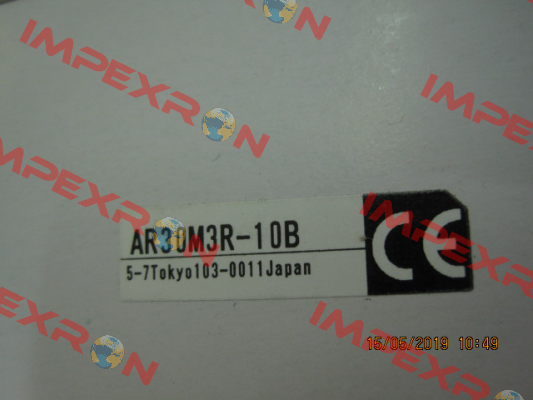 IMPEXRON
IMPEXRON
IMPEXRON
IMPEXRON
AR30M3R-10B
5-7Tokyo103-0011Japan
CE
IMPEXRON
IMPEXRON
IMPEXRON
15/05/2019 10:49